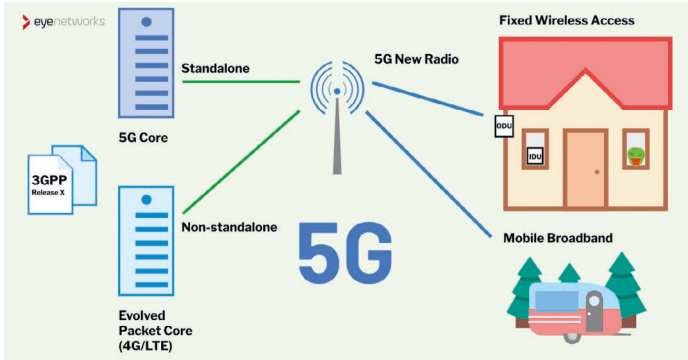 eyenetworks
Standalone
5G Core
3GPP
Release X
Non-standalone
Evolved
Packet Core
(4G/LTE)
5G
5G New Radio
Fixed Wireless Access
ODU
IDU
Mobile Broadband